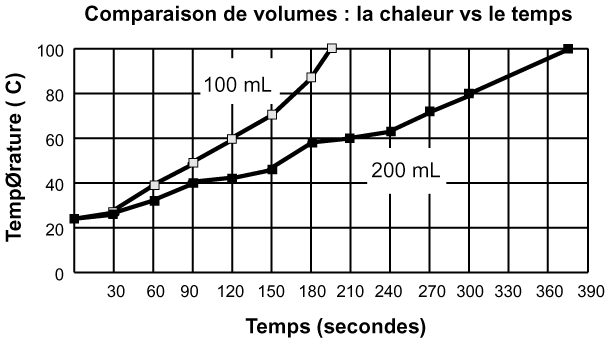 Comparaison de volumes : la chaleur vs le temps
TempØrature ( C)
100
80
60
40
20
0
100 mL
200 mL
30 60 90 120 150 180 210 240 270 300 330 360 390
Temps (secondes)